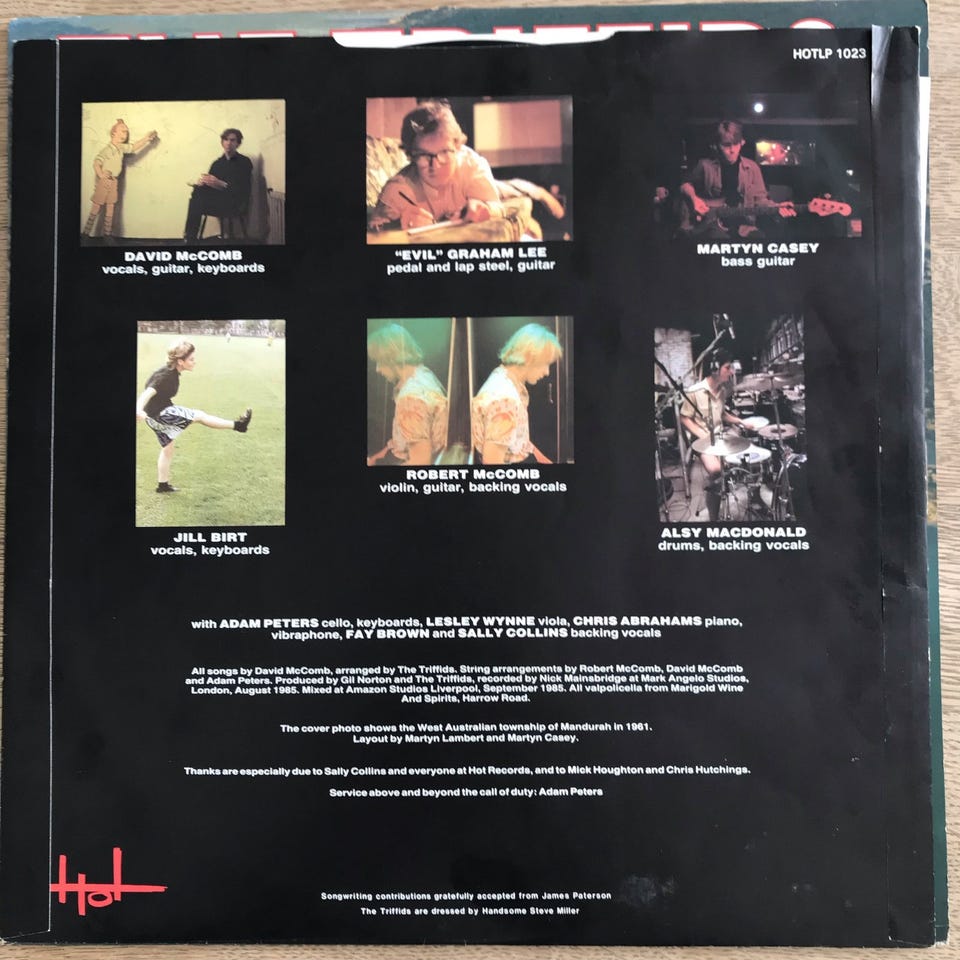 THE TRIFFIDS
HOTLP 1023
DAVID McCOMB
vocals, guitar, keyboards
"EVIL" GRAHAM LEE
pedal and lap steel, guitar
MARTYN CASEY
bass guitar
JILL BIRT
vocals, keyboards
ROBERT McCOMB
violin, guitar, backing vocals
ALSY MACDONALD
drums, backing vocals
with ADAM PETERS cello, keyboards, LESLEY WYNNE viola, CHRIS ABRAHAMS piano,
vibraphone, FAY BROWN and SALLY COLLINS backing vocals
All songs by David McComb, arranged by The Triffids. String arrangements by Robert McComb, David McComb
and Adam Peters. Produced by Gil Norton and The Triffids, recorded by Nick Mainsbridge at Mark Angelo Studios,
London, August 1985. Mixed at Amazon Studios Liverpool, September 1985. All valpolicella from Marigold Wine
And Spirits, Harrow Road.
The cover photo shows the West Australian township of Mandurah in 1961.
Layout by Martyn Lambert and Martyn Casey.
Thanks are especially due to Sally Collins and everyone at Hot Records, and to Mick Houghton and Chris Hutchings.
Service above and beyond the call of duty: Adam Peters
Hot
Songwriting contributions gratefully accepted from James Paterson
The Triffids are dressed by Handsome Steve Miller